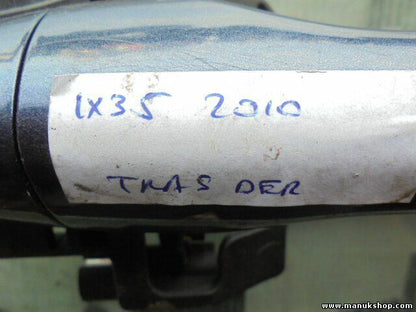 IX35 2010
TRAS DER
www.manukshop.com